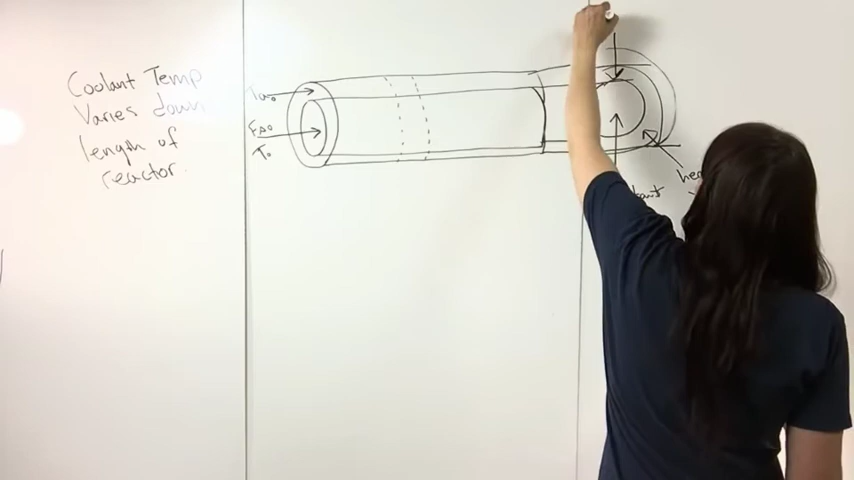 Coolant Temp
Varies down
length of
reactor.
Ta₀
FA₀
T₀